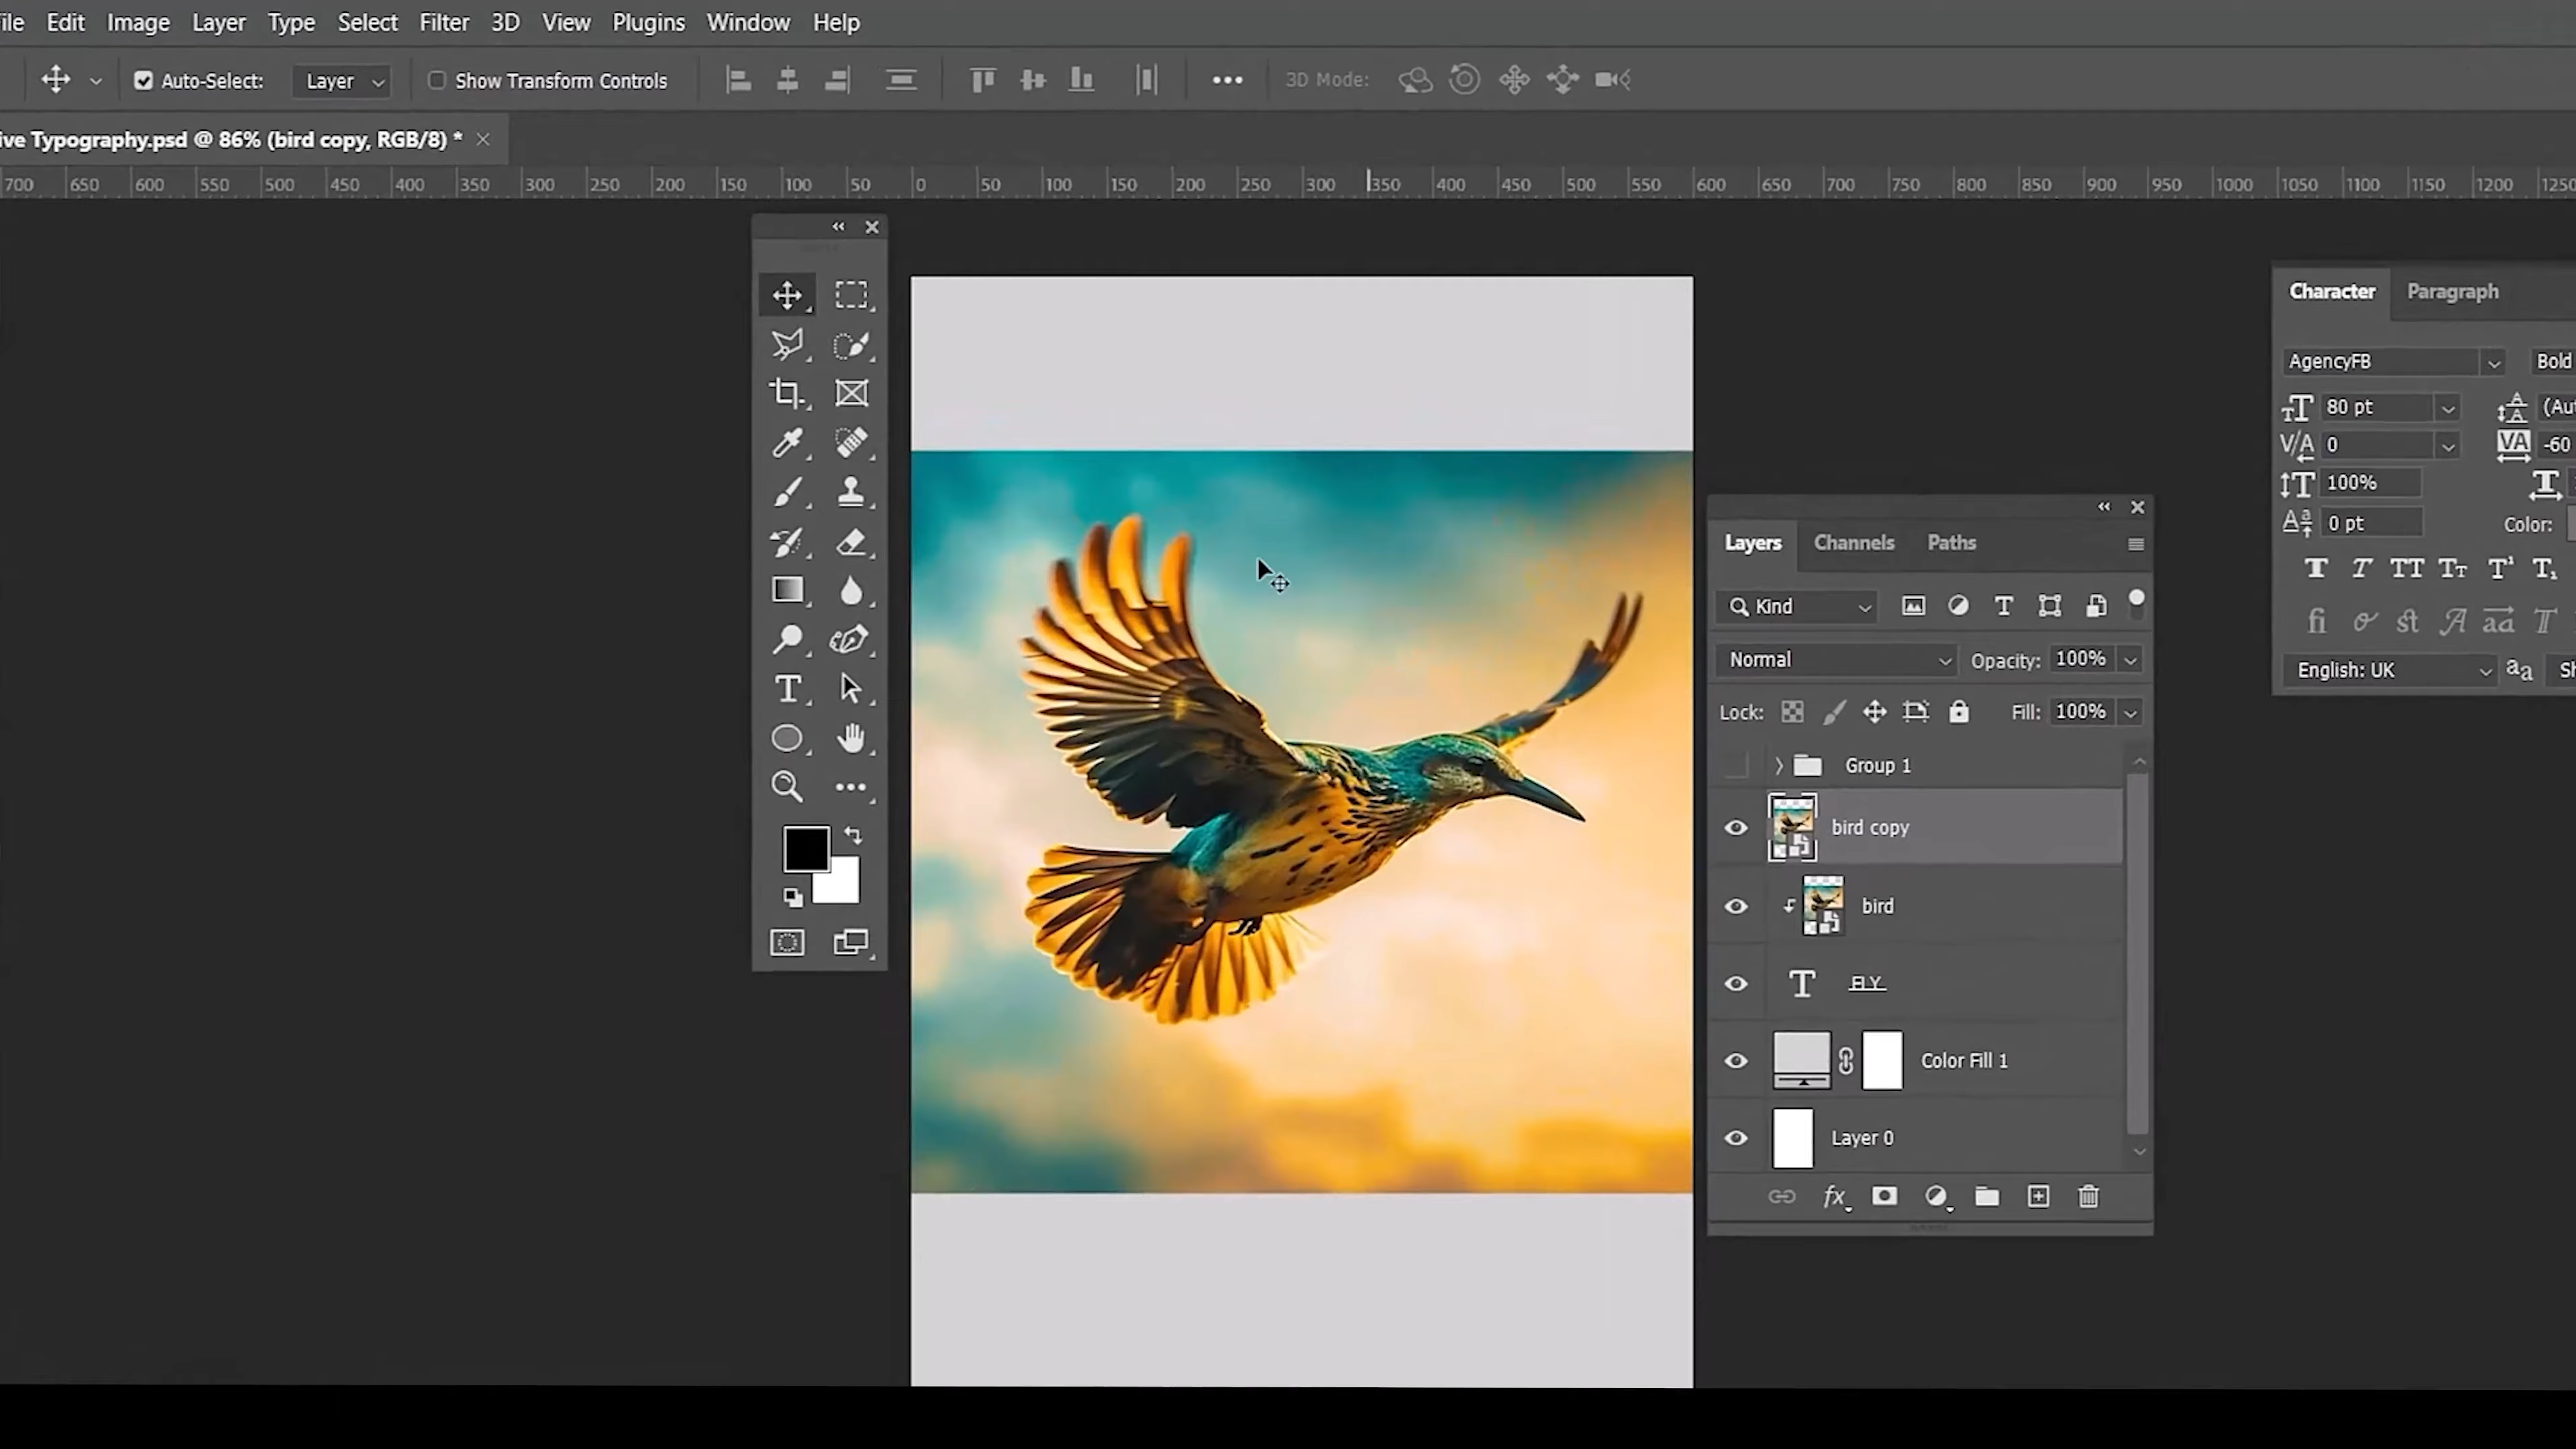 ile Edit Image Layer Type Select Filter 3D View Plugins Window Help
Auto-Select: Layer Show Transform Controls 3D Mode:
ive Typography.psd @ 86% (bird copy, RGB/8) *
700 650 600 550 500 450 400 350 300 250 200 150 100 50 0 50 100 150 200 250 300 350 400 450 500 550 600 650 700 750 800 850 900 950 1000 1050 1100 1150 1200 1250
Character Paragraph
AgencyFB Bold
80 pt (Au
0 -60
100%
0 pt Color:
English: UK Sh
Layers Channels Paths
Kind
Normal Opacity: 100%
Lock: Fill: 100%
Group 1
bird copy
bird
FLY
Color Fill 1
Layer 0
fx